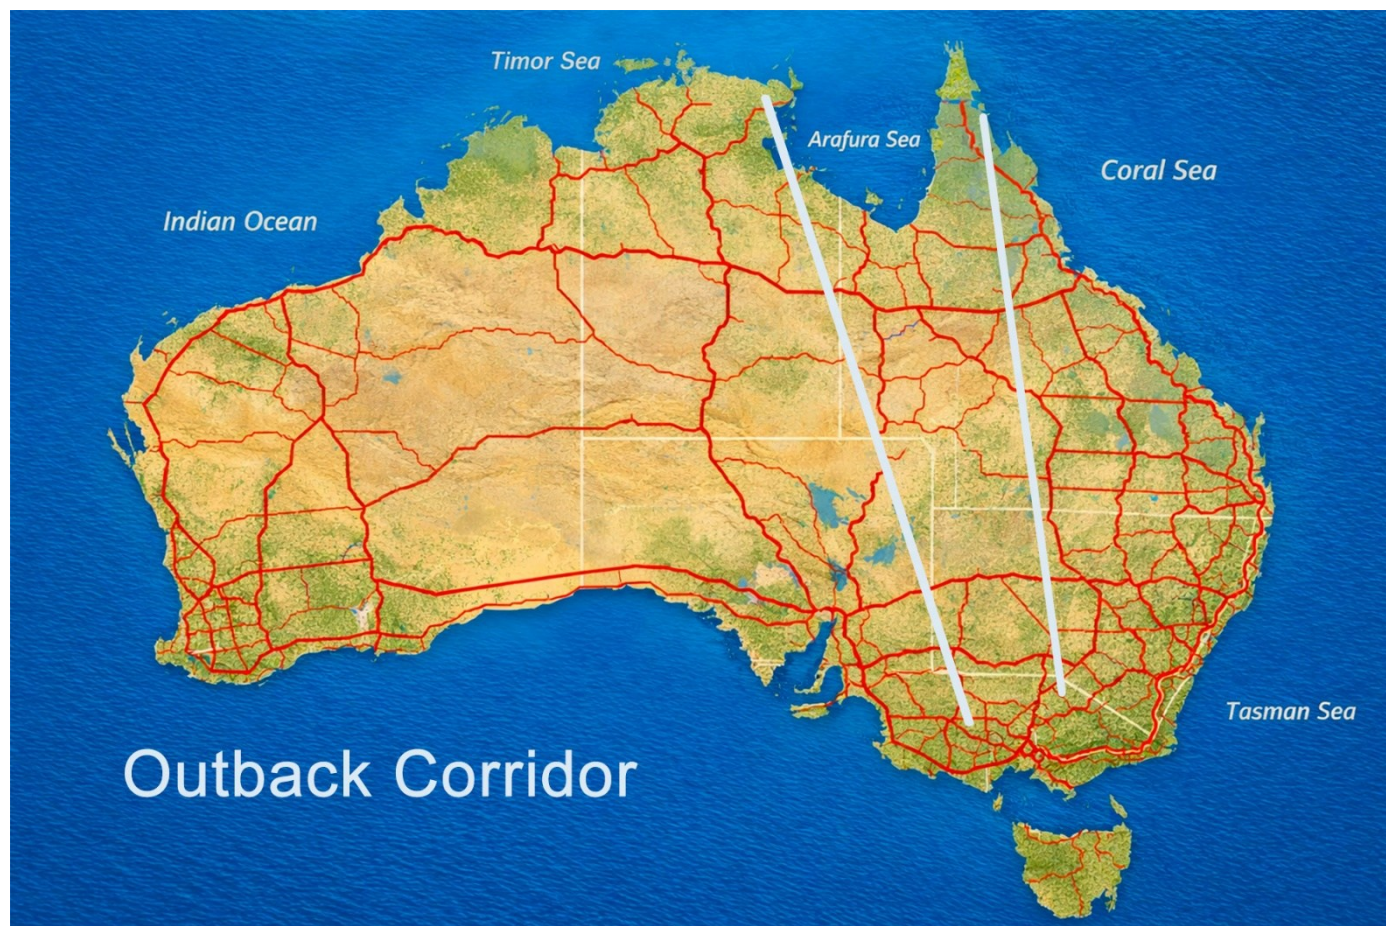 Timor Sea
Arafura Sea
Coral Sea
Indian Ocean
Tasman Sea
Outback Corridor